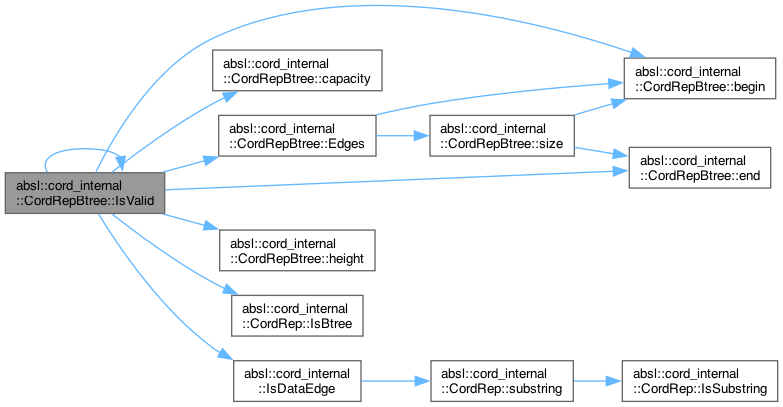 absl::cord_internal
::CordRepBtree::IsValid
absl::cord_internal
::CordRepBtree::capacity
absl::cord_internal
::CordRepBtree::Edges
absl::cord_internal
::CordRepBtree::size
absl::cord_internal
::CordRepBtree::begin
absl::cord_internal
::CordRepBtree::end
absl::cord_internal
::CordRepBtree::height
absl::cord_internal
::CordRep::IsBtree
absl::cord_internal
::IsDataEdge
absl::cord_internal
::CordRep::substring
absl::cord_internal
::CordRep::IsSubstring